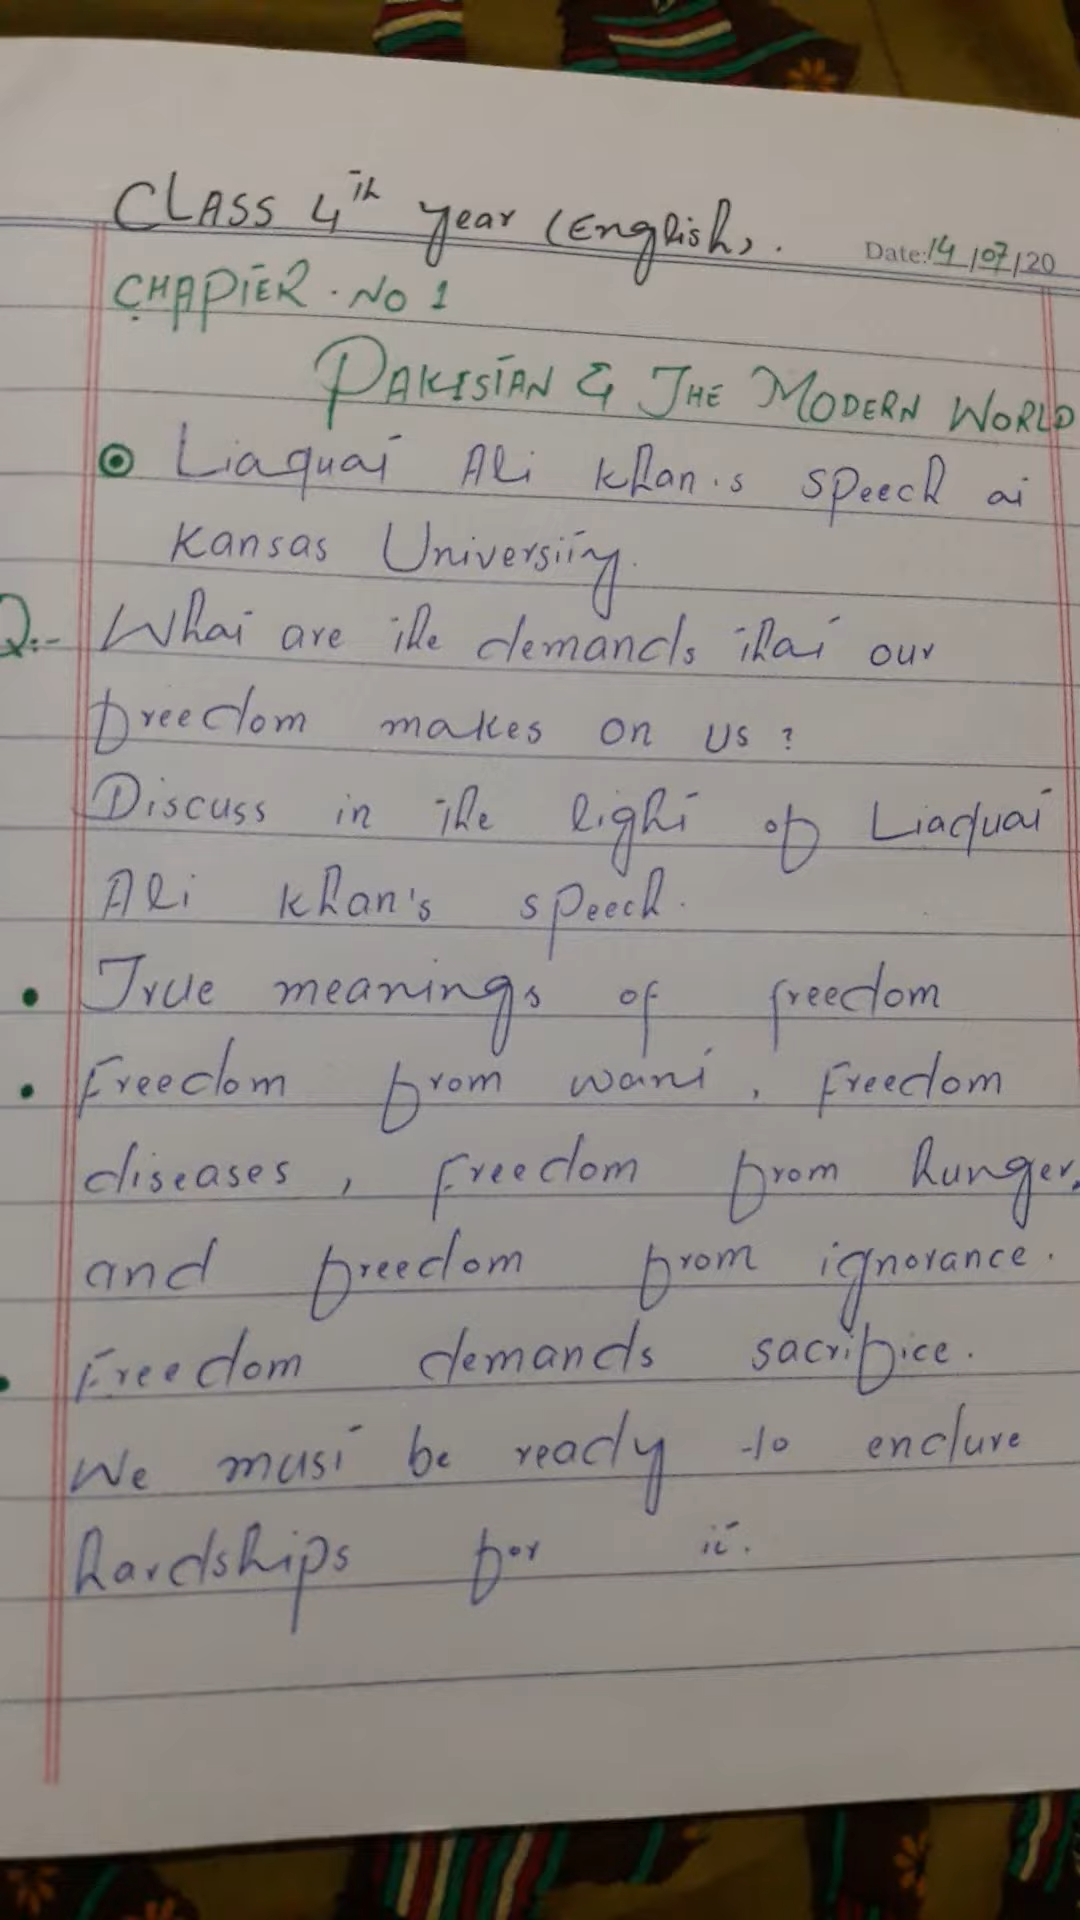 CLASS 4th year (English).
Date: 14/07/20
CHAPTER. NO 1
PAKISTAN & THE MODERN WORLD
Liaquat Ali khan's speech at
Kansas University.
Q:- What are the demands that our
freedom makes on us?
Discuss in the light of Liaquat
Ali khan's speech.
• True meanings of freedom
• Freedom from want, Freedom
diseases, Freedom from hunger,
and freedom from ignorance.
• Freedom demands sacrifice.
We must be ready to endure
hardships for it.